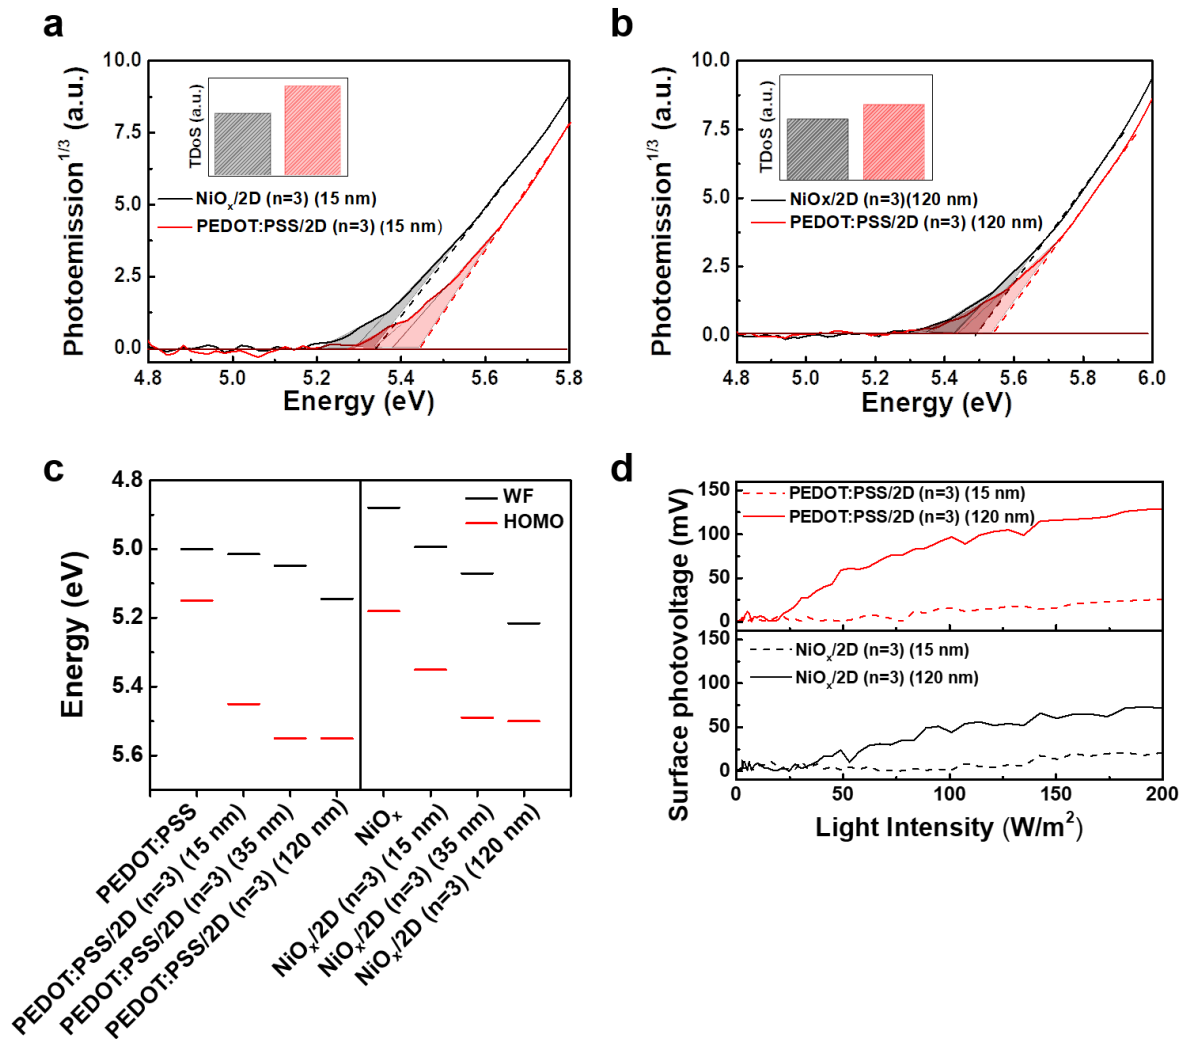 a
10.0
7.5
5.0
2.5
0.0
Photoemission^1/3 (a.u.)
TDoS (a.u.)
NiOₓ/2D (n=3) (15 nm)
PEDOT:PSS/2D (n=3) (15 nm)
4.8 5.0 5.2 5.4 5.6 5.8
Energy (eV)
b
10.0
7.5
5.0
2.5
0.0
Photoemission^1/3 (a.u.)
TDoS (a.u.)
NiOx/2D (n=3)(120 nm)
PEDOT:PSS/2D (n=3) (120 nm)
4.8 5.0 5.2 5.4 5.6 5.8 6.0
Energy (eV)
c
4.8
5.0
5.2
5.4
5.6
Energy (eV)
WF
HOMO
PEDOT:PSS
PEDOT:PSS/2D (n=3) (15 nm)
PEDOT:PSS/2D (n=3) (35 nm)
PEDOT:PSS/2D (n=3) (120 nm)
NiOₓ
NiOₓ/2D (n=3) (15 nm)
NiOₓ/2D (n=3) (35 nm)
NiOₓ/2D (n=3) (120 nm)
d
Surface photovoltage (mV)
150
100
50
0
PEDOT:PSS/2D (n=3) (15 nm)
PEDOT:PSS/2D (n=3) (120 nm)
150
100
50
0
NiOₓ/2D (n=3) (15 nm)
NiOₓ/2D (n=3) (120 nm)
0 50 100 150 200
Light Intensity (W/m²)